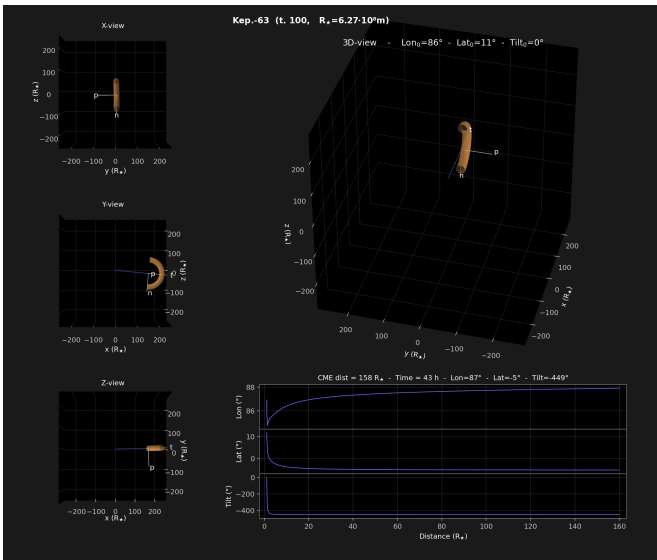 Kep.-63 (t. 100, R⋆=6.27·10⁸m)
X-view
200
100
0
−100
−200
z (R⋆)
p
n
−200 −100 0 100 200
y (R⋆)
Y-view
200
100
0
−100
−200
z (R⋆)
p
t
n
−200 −100 0 100 200
x (R⋆)
Z-view
200
100
0
−100
−200
y (R⋆)
t
p
−200 −100 0 100 200
x (R⋆)
3D-view - Lon₀=86° - Lat₀=11° - Tilt₀=0°
t
p
n
200
100
0
−100
−200
z (R⋆)
200 100 0 −100 −200
y (R⋆)
200
100
0
−100
−200
x (R⋆)
CME dist = 158 R⋆ - Time = 43 h - Lon=87° - Lat=-5° - Tilt=-449°
88
86
Lon (°)
10
0
Lat (°)
0
−200
−400
Tilt (°)
0 20 40 60 80 100 120 140 160
Distance (R⋆)